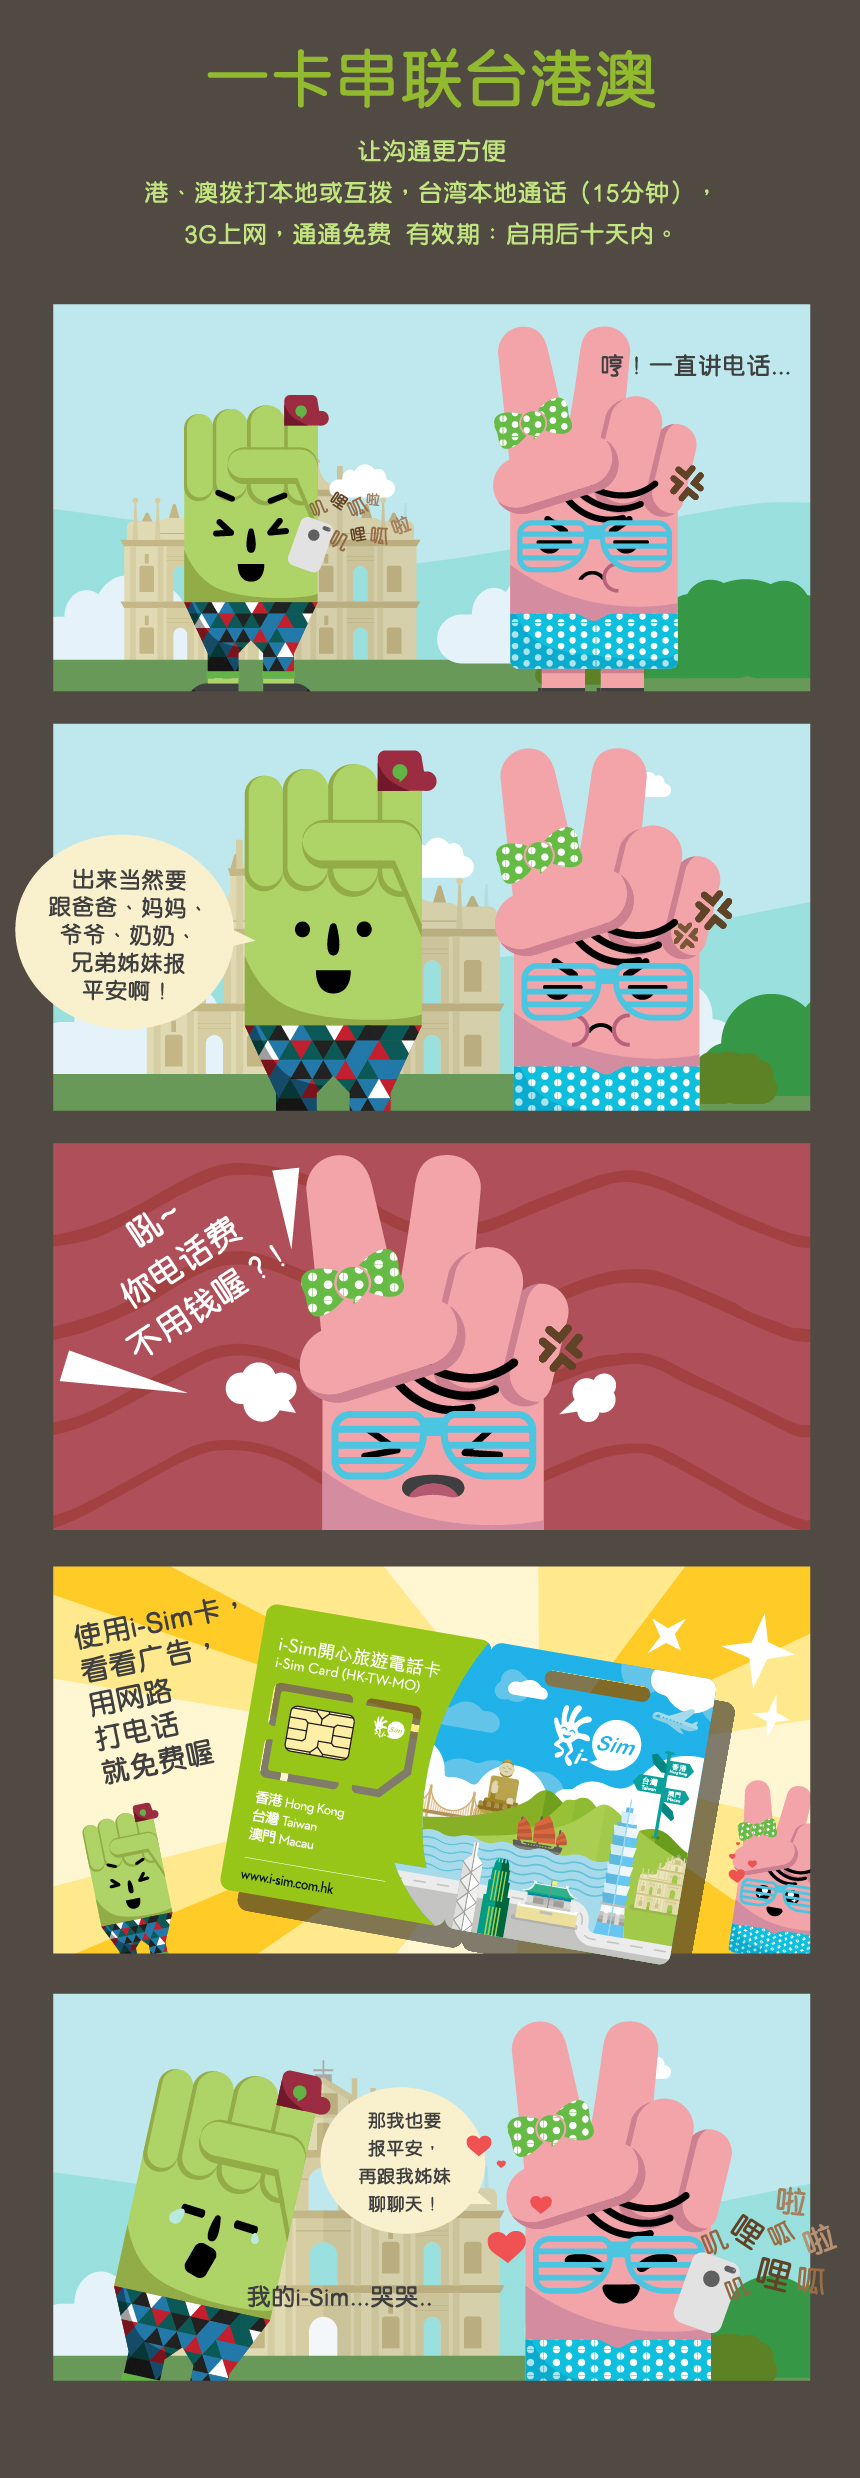 一卡串联台港澳
让沟通更方便
港、澳拨打本地或互拨，台湾本地通话（15分钟），
3G上网，通通免费 有效期：启用后十天内。
哼！一直讲电话...
叽哩呱啦
叽哩呱啦
出来当然要
跟爸爸、妈妈、
爷爷、奶奶、
兄弟姊妹报
平安啊！
吼~
你电话费
不用钱喔？！
使用i-Sim卡，
看看广告，
用网路
打电话
就免费喔
i-Sim開心旅遊電話卡
i-Sim Card (HK-TW-MO)
Sim
香港 Hong Kong
台灣 Taiwan
澳門 Macau
www.i-sim.com.hk
i-Sim
香港
Hong Kong
台灣
Taiwan
澳門
Macau
那我也要
报平安，
再跟我姊妹
聊聊天！
叽哩呱啦
叽哩呱啦
我的i-Sim...哭哭..